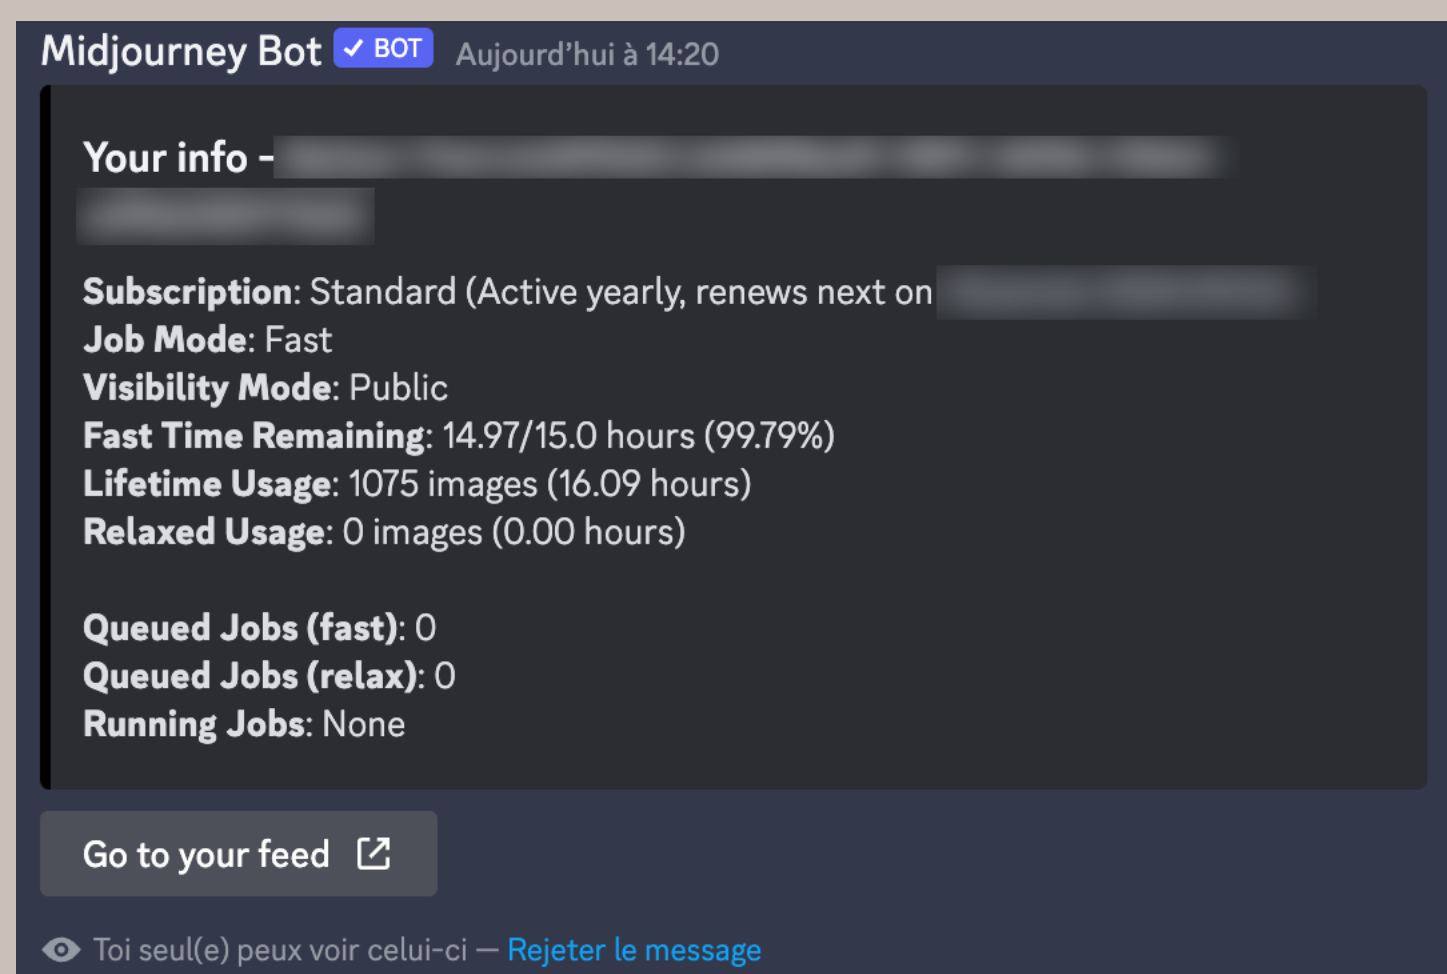 Midjourney Bot ✓ BOT Aujourd’hui à 14:20
Your info -
Subscription: Standard (Active yearly, renews next on
Job Mode: Fast
Visibility Mode: Public
Fast Time Remaining: 14.97/15.0 hours (99.79%)
Lifetime Usage: 1075 images (16.09 hours)
Relaxed Usage: 0 images (0.00 hours)
Queued Jobs (fast): 0
Queued Jobs (relax): 0
Running Jobs: None
Go to your feed
Toi seul(e) peux voir celui-ci — Rejeter le message